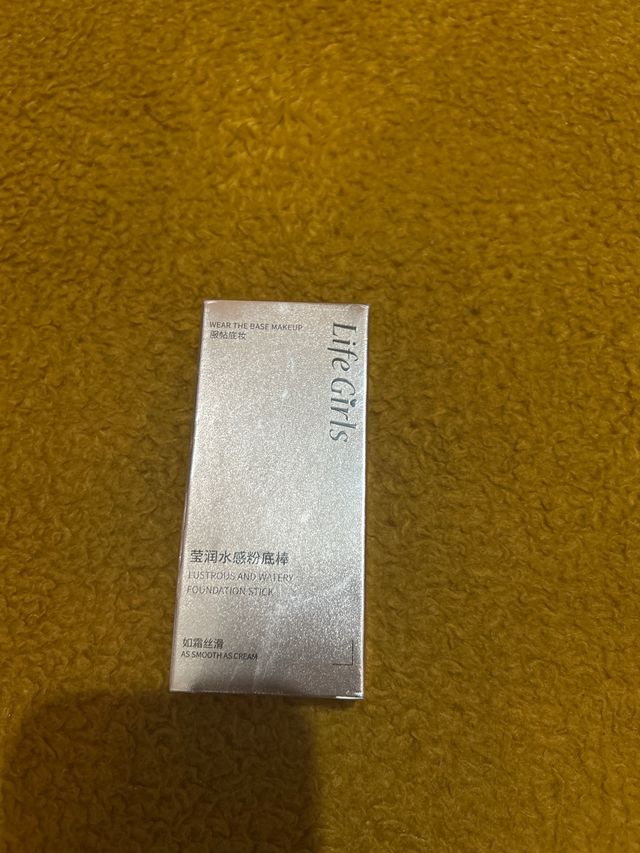 WEAR THE BASE MAKEUP
服帖底妆
Life Girls
莹润水感粉底棒
LUSTROUS AND WATERY
FOUNDATION STICK
如霜丝滑
AS SMOOTH AS CREAM